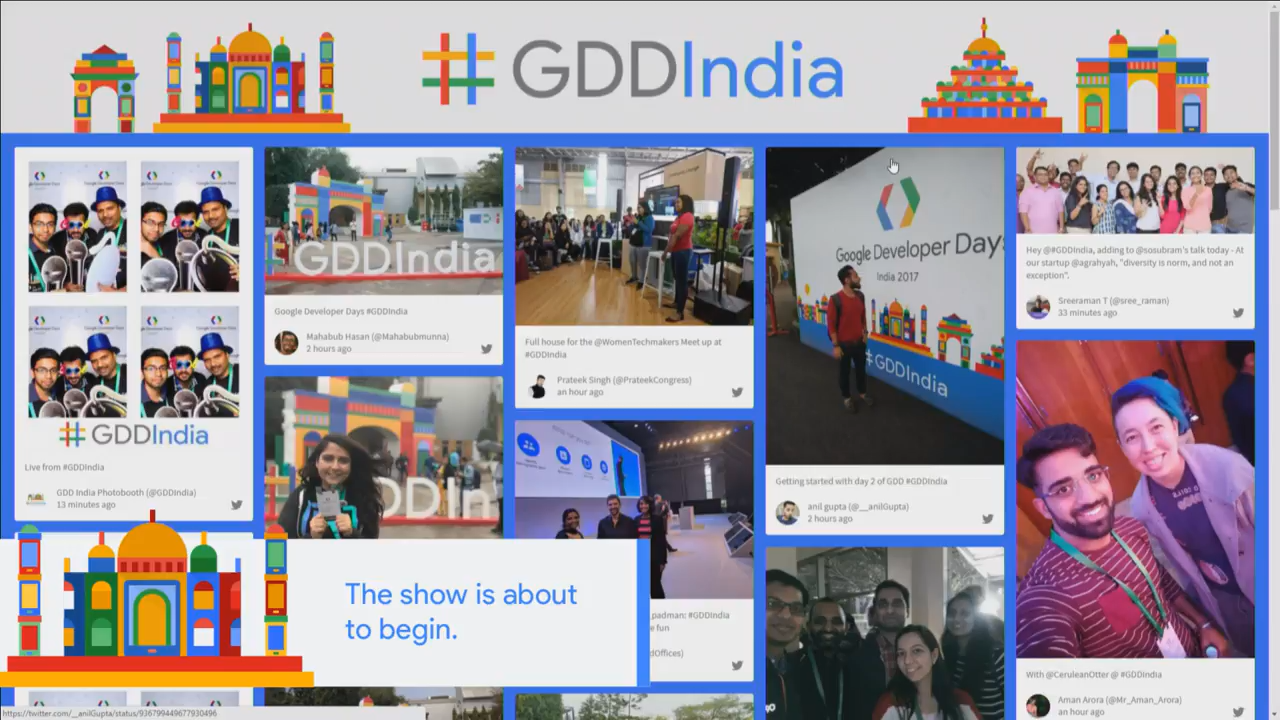 #GDDIndia
#GDDIndia
Live from #GDDIndia
GDD India Photobooth (@GDDIndia)
13 minutes ago
#GDDIndia
Google Developer Days #GDDIndia
Mahabub Hasan (@Mahabubmunna)
2 hours ago
DDIn
Full house for the @WomenTechmakers Meet up at
#GDDIndia
Prateek Singh (@PrateekCongress)
an hour ago
padman: #GDDIndia
e fun
dOffices)
Google Developer Days
India 2017
#GDDIndia
Getting started with day 2 of GDD #GDDIndia
anil gupta (@__anilGupta)
2 hours ago
Hey @#GDDIndia, adding to @sosubram's talk today - At
our startup @agrahyah, "diversity is norm, and not an
exception".
Sreeraman T (@sree_raman)
33 minutes ago
With @CeruleanOtter @ #GDDIndia
Aman Arora (@Mr_Aman_Arora)
an hour ago
The show is about
to begin.
https://twitter.com/__anilGupta/status/936799449677930496